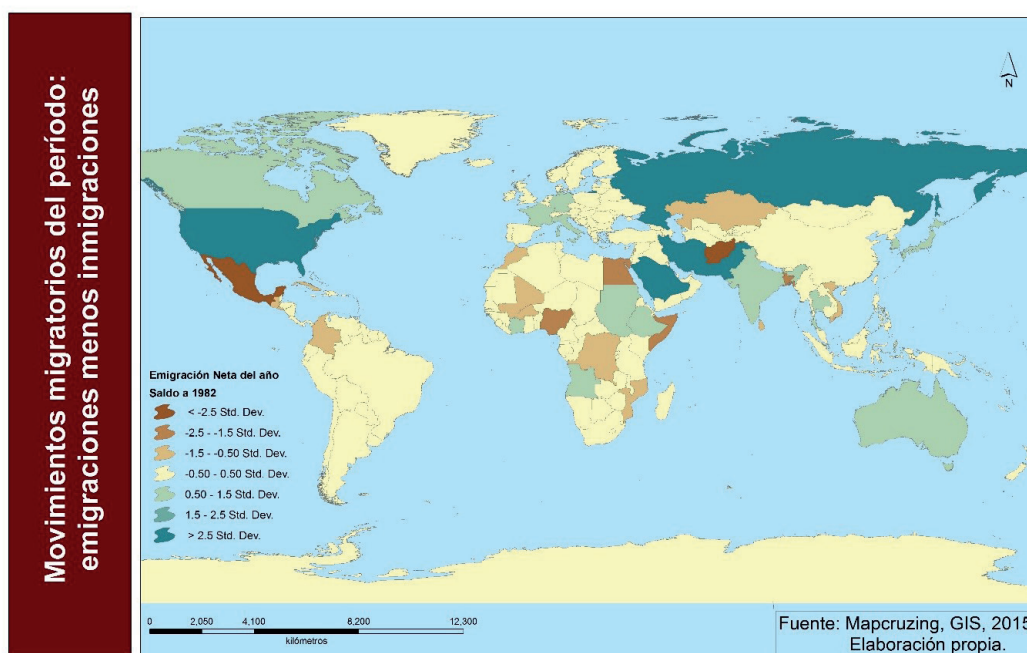 Movimientos migratorios del período:
emigraciones menos inmigraciones
N
Emigración Neta del año
Saldo a 1982
< -2.5 Std. Dev.
-2.5 - -1.5 Std. Dev.
-1.5 - -0.50 Std. Dev.
-0.50 - 0.50 Std. Dev.
0.50 - 1.5 Std. Dev.
1.5 - 2.5 Std. Dev.
> 2.5 Std. Dev.
0 2,050 4,100 6,200 12,300
kilómetros
Fuente: Mapcruzing, GIS, 2015
Elaboración propia.